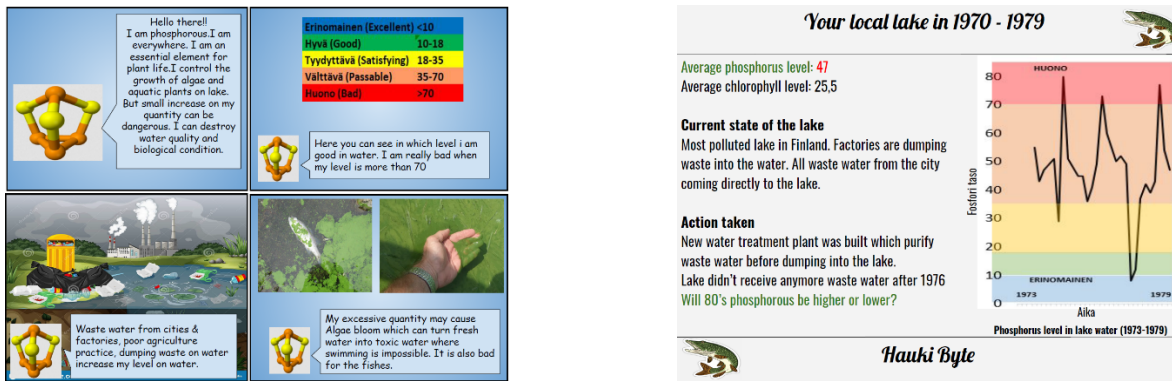 Hello there!!
I am phosphorous.I am
everywhere. I am an
essential element for
plant life.I control the
growth of algae and
aquatic plants on lake.
But small increase on my
quantity can be
dangerous. I can destroy
water quality and
biological condition.
Erinomainen (Excellent) <10
Hyvä (Good) 10-18
Tyydyttävä (Satisfying) 18-35
Välttävä (Passable) 35-70
Huono (Bad) >70
Here you can see in which level i am
good in water. I am really bad when
my level is more than 70
Waste water from cities &
factories, poor agriculture
practice, dumping waste on water
increase my level on water.
My excessive quantity may cause
Algae bloom which can turn fresh
water into toxic water where
swimming is impossible. It is also bad
for the fishes.
Your local lake in 1970 - 1979
Average phosphorus level: 47
Average chlorophyll level: 25,5
Current state of the lake
Most polluted lake in Finland. Factories are dumping
waste into the water. All waste water from the city
coming directly to the lake.
Action taken
New water treatment plant was built which purify
waste water before dumping into the lake.
Lake didn't receive anymore waste water after 1976
Will 80's phosphorous be higher or lower?
Fosfori taso
80
70
60
50
40
30
20
10
0
HUONO
ERINOMAINEN
1973 1979
Aika
Phosphorus level in lake water (1973-1979)
Hauki Byte